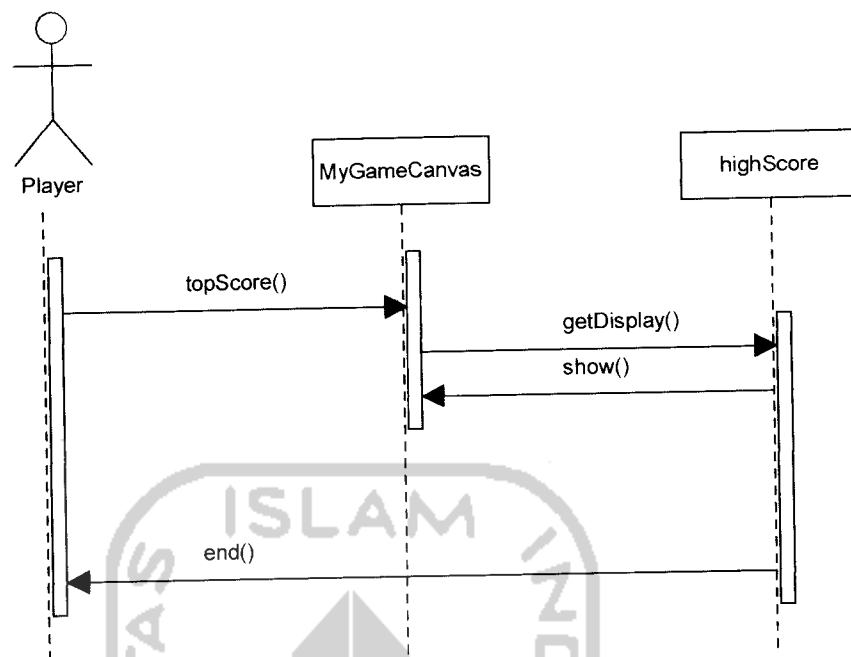 Player
MyGameCanvas
highScore
topScore()
getDisplay()
show()
ISLAM
end()